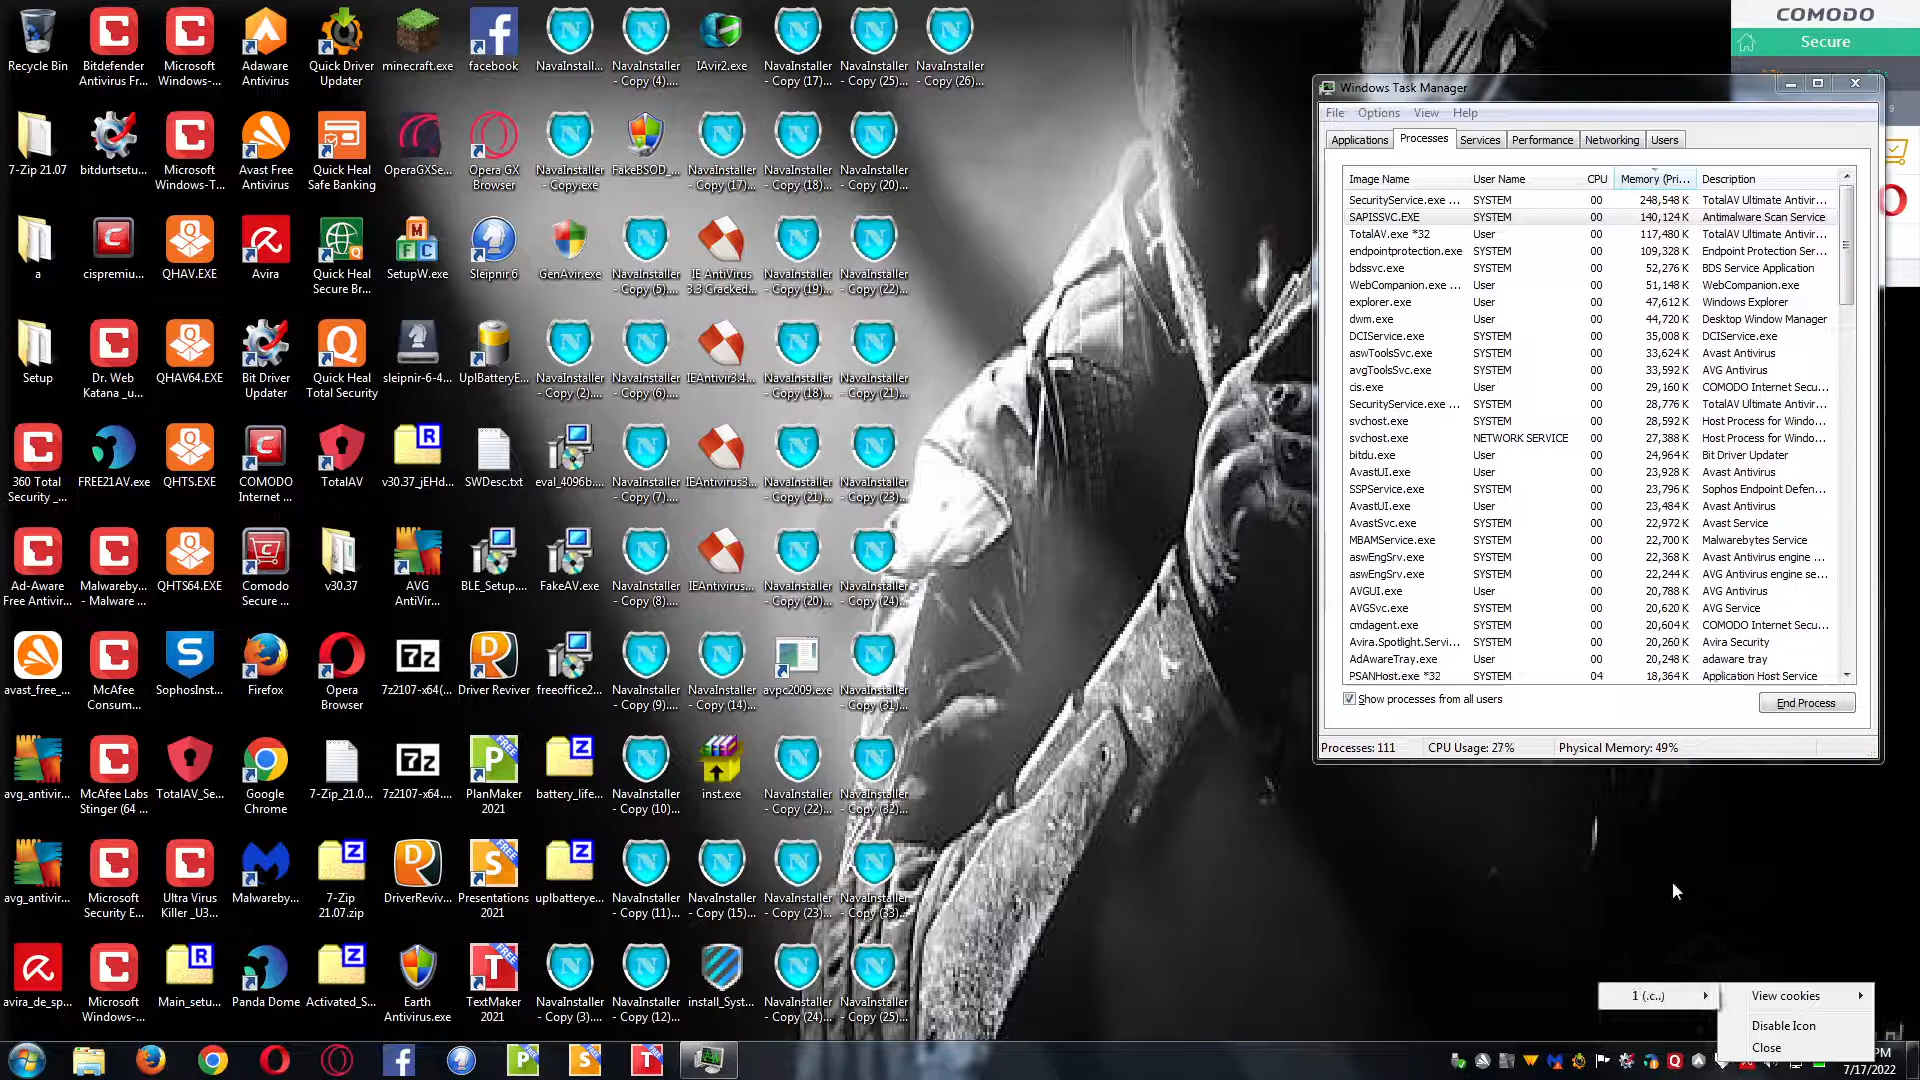 Recycle Bin
Bitdefender
Antivirus Fr...
Microsoft
Windows-...
Adaware
Antivirus
Quick Driver
Updater
minecraft.exe
facebook
NavaInstall...
NavaInstaller
- Copy (4)....
IAvir2.exe
NavaInstaller
- Copy (17)...
NavaInstaller
- Copy (25)...
NavaInstaller
- Copy (26)...
7-Zip 21.07
bitdurtsetu...
Microsoft
Windows-T...
Avast Free
Antivirus
Quick Heal
Safe Banking
OperaGXSe...
Opera GX
Browser
NavaInstaller
- Copy.exe
FakeBSOD_...
NavaInstaller
- Copy (17)...
NavaInstaller
- Copy (18)...
NavaInstaller
- Copy (20)...
a
cispremiu...
QHAV.EXE
Avira
Quick Heal
Secure Br...
SetupW.exe
Sleipnir 6
GenAvir.exe
NavaInstaller
- Copy (5)....
IE AntiVirus
3.3 Cracked...
NavaInstaller
- Copy (19)...
NavaInstaller
- Copy (22)...
Setup
Dr. Web
Katana _u...
QHAV64.EXE
Bit Driver
Updater
Quick Heal
Total Security
sleipnir-6-4...
UplBatteryE...
NavaInstaller
- Copy (2)....
NavaInstaller
- Copy (6)....
IEAntivir3.4...
NavaInstaller
- Copy (18)...
NavaInstaller
- Copy (21)...
360 Total
Security _...
FREE21AV.exe
QHTS.EXE
COMODO
Internet ...
TotalAV
v30.37_jEHd...
SWDesc.txt
eval_4096b...
NavaInstaller
- Copy (7)....
IEAntivirus3...
NavaInstaller
- Copy (21)...
NavaInstaller
- Copy (23)...
Ad-Aware
Free Antivir...
Malwareby...
- Malware ...
QHTS64.EXE
Comodo
Secure ...
v30.37
AVG
AntiVir...
BLE_Setup....
FakeAV.exe
NavaInstaller
- Copy (8)....
IEAntivirus...
NavaInstaller
- Copy (20)...
NavaInstaller
- Copy (24)...
avast_free_...
McAfee
Consum...
SophosInst...
Firefox
Opera
Browser
7z2107-x64(...
Driver Reviver
freeoffice2...
NavaInstaller
- Copy (9)....
NavaInstaller
- Copy (14)...
avpc2009.exe
NavaInstaller
- Copy (31)...
avg_antivir...
McAfee Labs
Stinger (64 ...
TotalAV_Se...
Google
Chrome
7-Zip_21.0...
7z2107-x64....
PlanMaker
2021
battery_life...
NavaInstaller
- Copy (10)...
inst.exe
NavaInstaller
- Copy (22)...
NavaInstaller
- Copy (32)...
avg_antivir...
Microsoft
Security E...
Ultra Virus
Killer _U3...
Malwareby...
7-Zip
21.07.zip
DriverReviv...
Presentations
2021
uplbatterye...
NavaInstaller
- Copy (11)...
NavaInstaller
- Copy (15)...
NavaInstaller
- Copy (23)...
NavaInstaller
- Copy (33)...
avira_de_sp...
Microsoft
Windows-...
Main_setu...
Panda Dome
Activated_S...
Earth
Antivirus.exe
TextMaker
2021
NavaInstaller
- Copy (3)....
NavaInstaller
- Copy (12)...
install_Syst...
NavaInstaller
- Copy (24)...
NavaInstaller
- Copy (25)...
COMODO
Secure
Windows Task Manager
File Options View Help
Applications Processes Services Performance Networking Users
Image Name User Name CPU Memory (Pri... Description
SecurityService.exe ... SYSTEM 00 248,548 K TotalAV Ultimate Antivir...
SAPISSVC.EXE SYSTEM 00 140,124 K Antimalware Scan Service
TotalAV.exe *32 User 00 117,480 K TotalAV Ultimate Antivir...
endpointprotection.exe SYSTEM 00 109,328 K Endpoint Protection Ser...
bdssvc.exe SYSTEM 00 52,276 K BDS Service Application
WebCompanion.exe ... User 00 51,148 K WebCompanion.exe
explorer.exe User 00 47,612 K Windows Explorer
dwm.exe User 00 44,720 K Desktop Window Manager
DCIService.exe SYSTEM 00 35,008 K DCIService.exe
aswToolsSvc.exe SYSTEM 00 33,624 K Avast Antivirus
avgToolsSvc.exe SYSTEM 00 33,592 K AVG Antivirus
cis.exe User 00 29,160 K COMODO Internet Secu...
SecurityService.exe ... SYSTEM 00 28,776 K TotalAV Ultimate Antivir...
svchost.exe SYSTEM 00 28,592 K Host Process for Windo...
svchost.exe NETWORK SERVICE 00 27,388 K Host Process for Windo...
bitdu.exe User 00 24,964 K Bit Driver Updater
AvastUI.exe User 00 23,928 K Avast Antivirus
SSPService.exe SYSTEM 00 23,796 K Sophos Endpoint Defen...
AvastUI.exe User 00 23,484 K Avast Antivirus
AvastSvc.exe SYSTEM 00 22,972 K Avast Service
MBAMService.exe SYSTEM 00 22,700 K Malwarebytes Service
aswEngSrv.exe SYSTEM 00 22,368 K Avast Antivirus engine ...
aswEngSrv.exe SYSTEM 00 22,244 K AVG Antivirus engine se...
AVGUI.exe User 00 20,788 K AVG Antivirus
AVGSvc.exe SYSTEM 00 20,620 K AVG Service
cmdagent.exe SYSTEM 00 20,604 K COMODO Internet Secu...
Avira.Spotlight.Servi... SYSTEM 00 20,260 K Avira Security
AdAwareTray.exe User 00 20,248 K adaware tray
PSANHost.exe *32 SYSTEM 04 18,364 K Application Host Service
Show processes from all users
End Process
Processes: 111 CPU Usage: 27% Physical Memory: 49%
1 (.c..)
View cookies
Disable Icon
Close
PM
7/17/2022